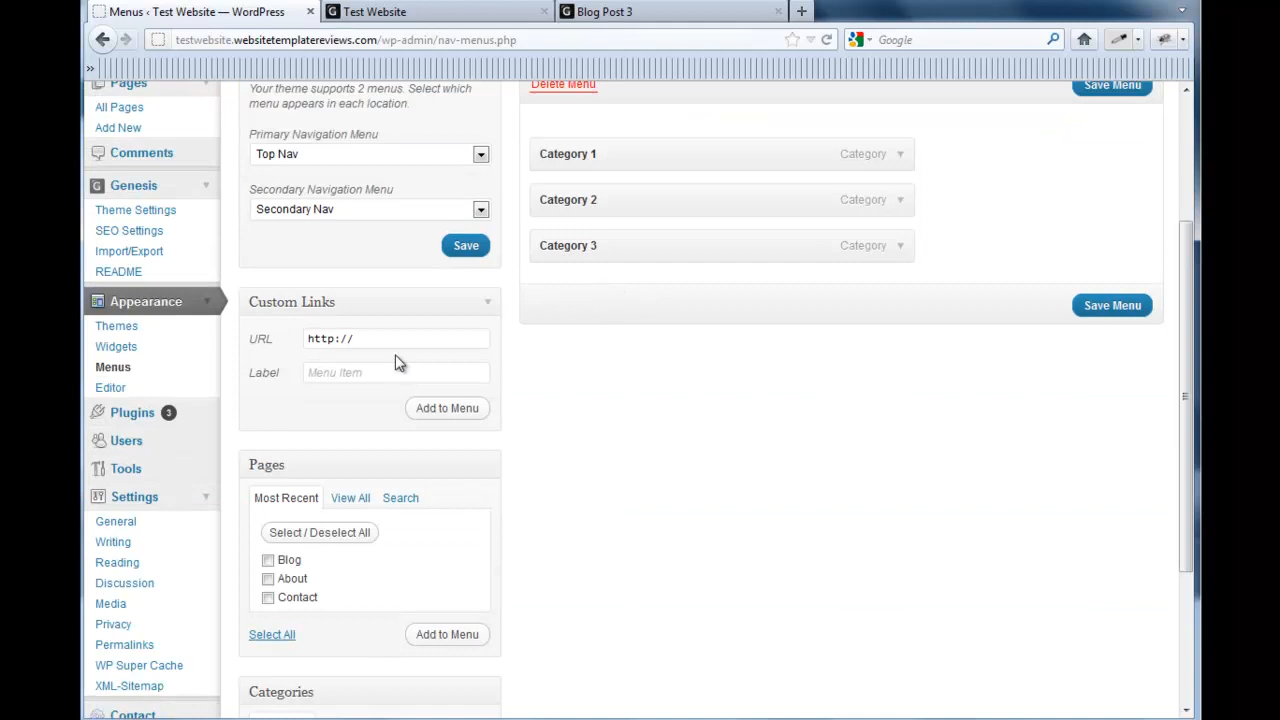 Menus ‹ Test Website — WordPress
Test Website
Blog Post 3
testwebsite.websitetemplatereviews.com/wp-admin/nav-menus.php
Google
»
Pages
All Pages
Add New
Comments
Genesis
Theme Settings
SEO Settings
Import/Export
README
Appearance
Themes
Widgets
Menus
Editor
Plugins 3
Users
Tools
Settings
General
Writing
Reading
Discussion
Media
Privacy
Permalinks
WP Super Cache
XML-Sitemap
Contact
Your theme supports 2 menus. Select which
menu appears in each location.
Primary Navigation Menu
Top Nav
Secondary Navigation Menu
Secondary Nav
Save
Custom Links
URL http://
Label Menu Item
Add to Menu
Pages
Most Recent View All Search
Select / Deselect All
Blog
About
Contact
Select All Add to Menu
Categories
Delete Menu Save Menu
Category 1 Category
Category 2 Category
Category 3 Category
Save Menu